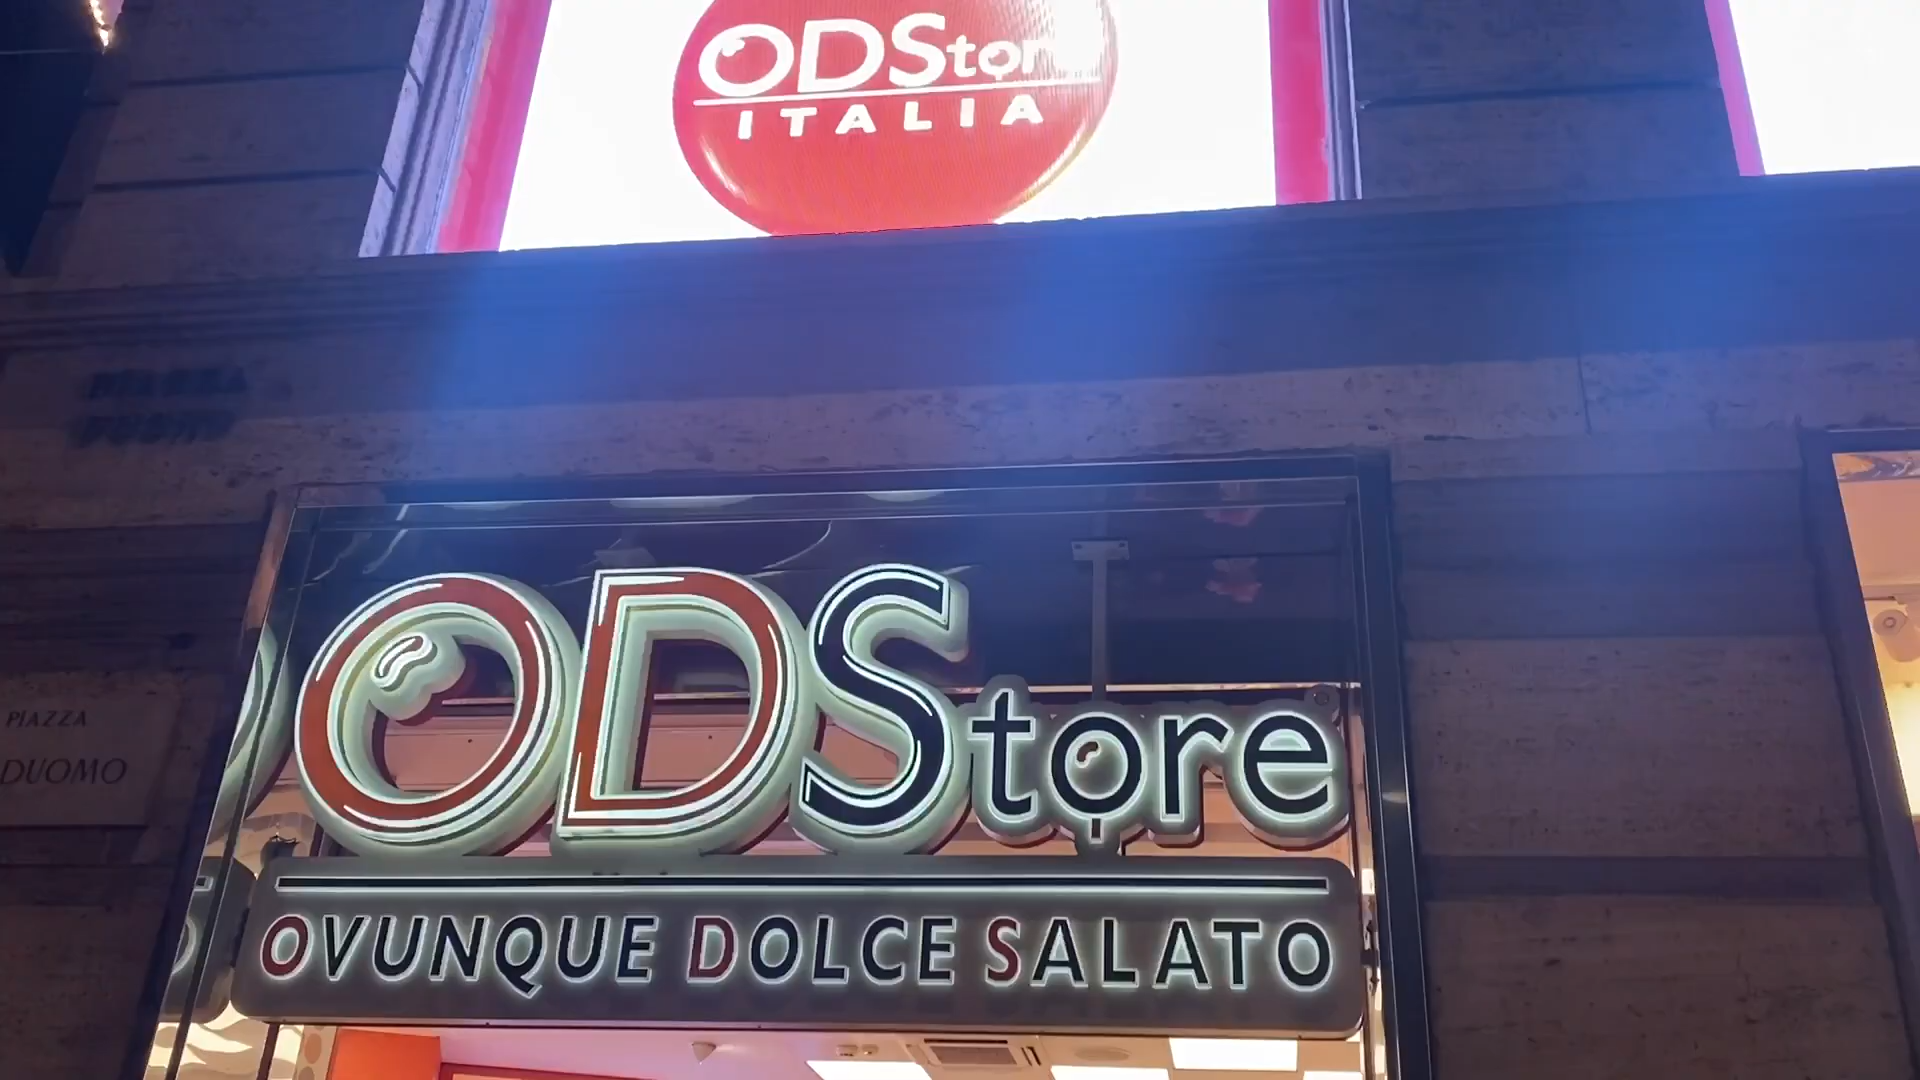 ODStore
ITALIA
PIAZZA
DUOMO
ODStore
OVUNQUE DOLCE SALATO